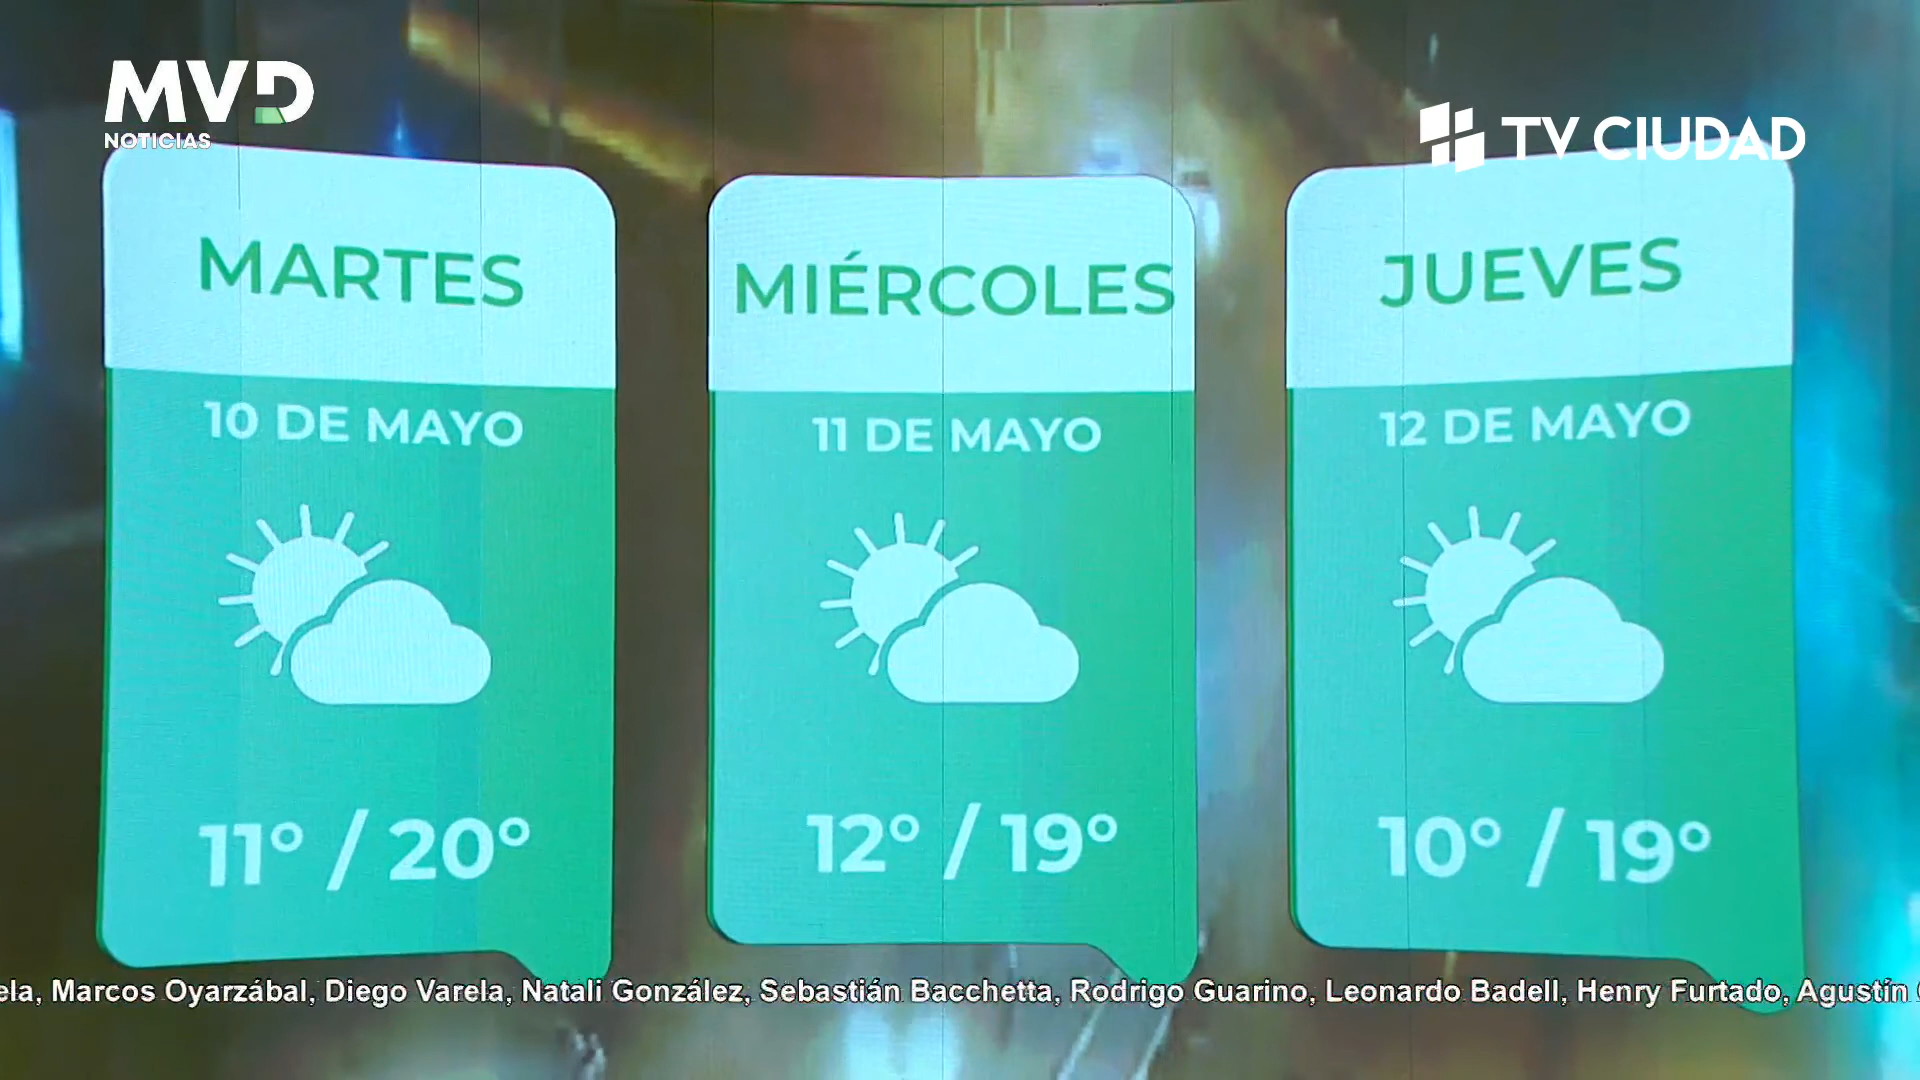 MVD
NOTICIAS
TV CIUDAD
MARTES
10 DE MAYO
11° / 20°
MIÉRCOLES
11 DE MAYO
12° / 19°
JUEVES
12 DE MAYO
10° / 19°
Marcos Oyarzábal, Diego Varela, Natali González, Sebastián Bacchetta, Rodrigo Guarino, Leonardo Badell, Henry Furtado, Agustín